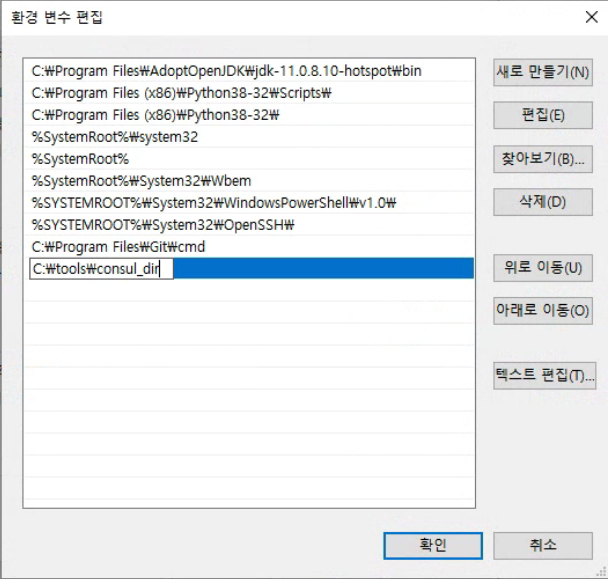 환경 변수 편집
C:₩Program Files₩AdoptOpenJDK₩jdk-11.0.8.10-hotspot₩bin
C:₩Program Files (x86)₩Python38-32₩Scripts₩
C:₩Program Files (x86)₩Python38-32₩
%SystemRoot%₩system32
%SystemRoot%
%SystemRoot%₩System32₩Wbem
%SYSTEMROOT%₩System32₩WindowsPowerShell₩v1.0₩
%SYSTEMROOT%₩System32₩OpenSSH₩
C:₩Program Files₩Git₩cmd
C:₩tools₩consul_dir
새로 만들기(N)
편집(E)
찾아보기(B)...
삭제(D)
위로 이동(U)
아래로 이동(O)
텍스트 편집(T)...
확인
취소